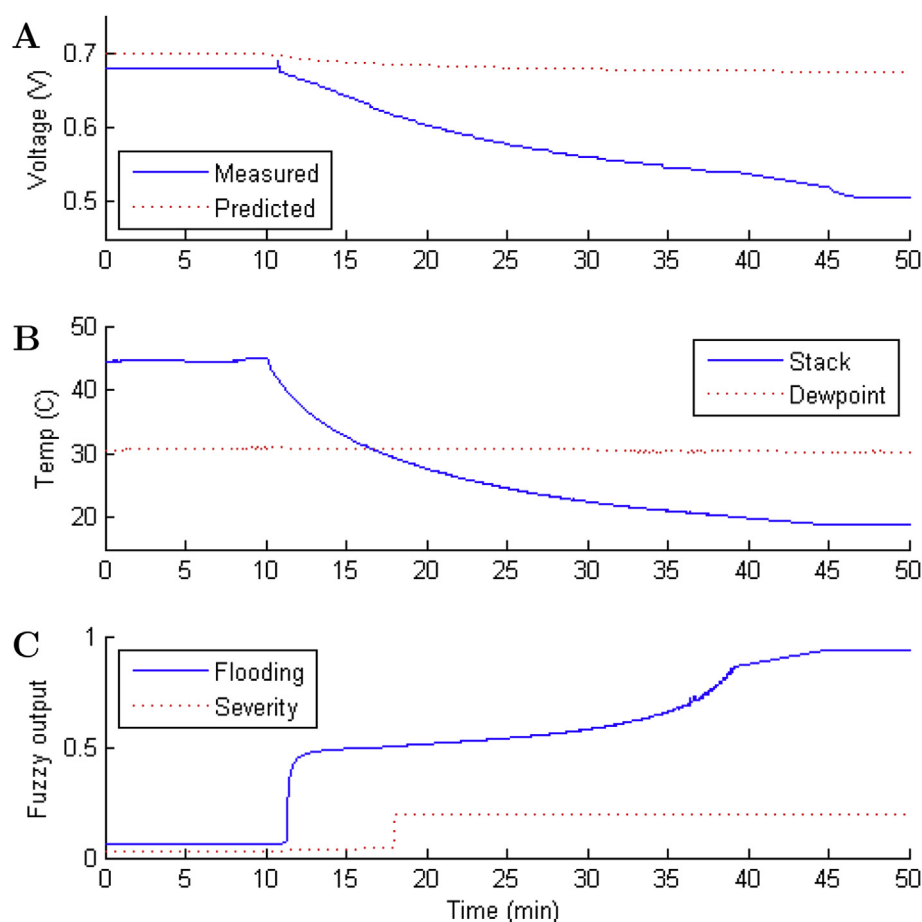 A
Voltage (V)
0.7
0.6
0.5
Measured
Predicted
0 5 10 15 20 25 30 35 40 45 50
B
Temp (C)
50
40
30
20
Stack
Dewpoint
0 5 10 15 20 25 30 35 40 45 50
C
Fuzzy output
1
0.5
0
Flooding
Severity
0 5 10 15 20 25 30 35 40 45 50
Time (min)